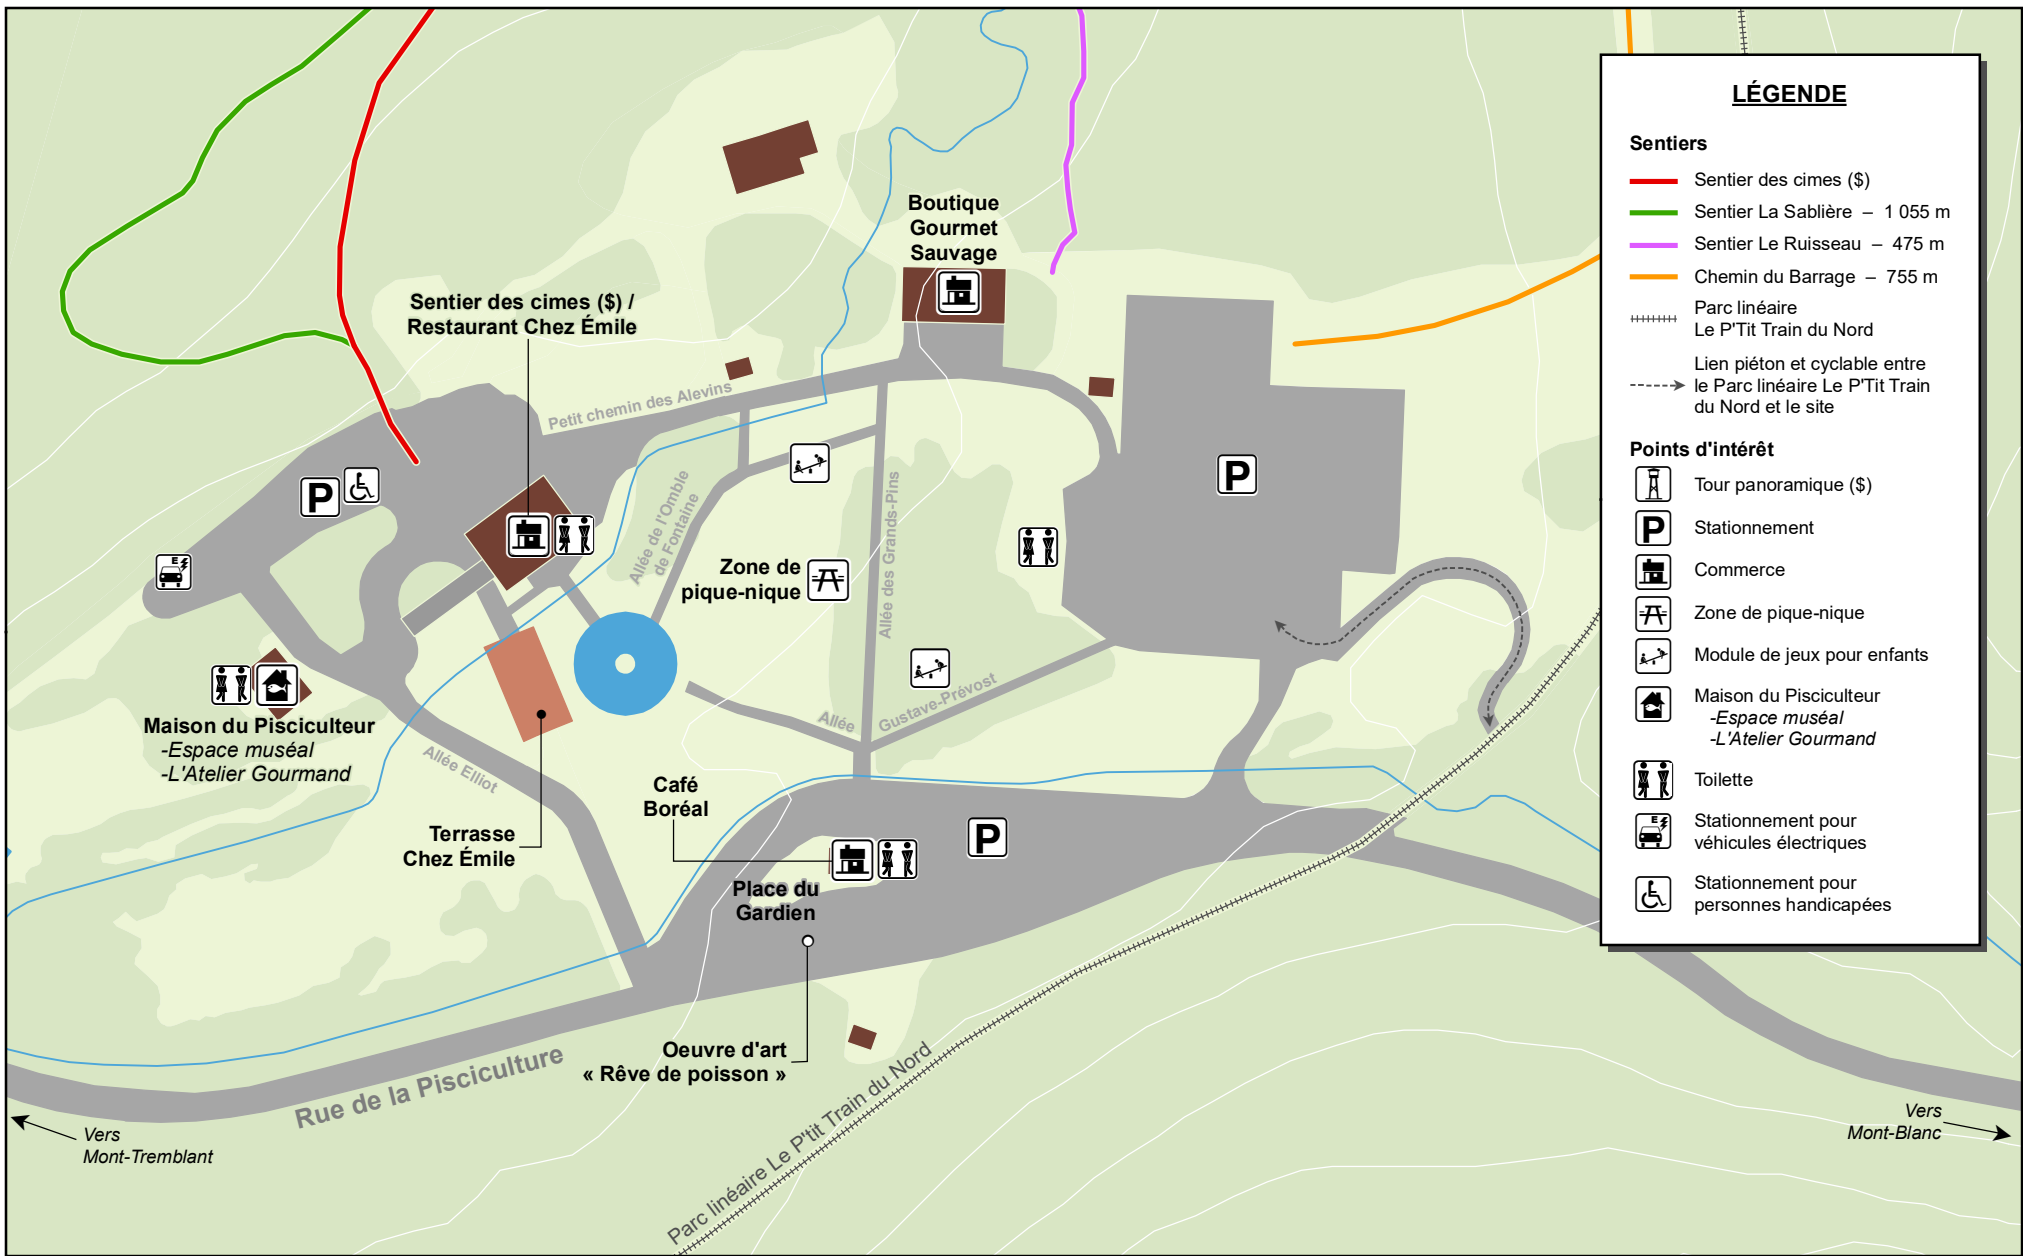 Boutique
Gourmet
Sauvage
Sentier des cimes ($) /
Restaurant Chez Émile
Petit chemin des Alevins
P
P
E
Allée de l'Omble
de Fontaine
Zone de
pique-nique
Allée des Grands-Pins
Maison du Pisciculteur
-Espace muséal
-L'Atelier Gourmand
Allée Elliot
Allée
Gustave-Prévost
Café
Boréal
Terrasse
Chez Émile
P
Place du
Gardien
Oeuvre d'art
« Rêve de poisson »
Rue de la Pisciculture
Parc linéaire Le P'tit Train du Nord
Vers
Mont-Tremblant
Vers
Mont-Blanc
LÉGENDE
Sentiers
Sentier des cimes ($)
Sentier La Sablière – 1 055 m
Sentier Le Ruisseau – 475 m
Chemin du Barrage – 755 m
Parc linéaire
Le P'Tit Train du Nord
Lien piéton et cyclable entre
le Parc linéaire Le P'Tit Train
du Nord et le site
Points d'intérêt
Tour panoramique ($)
P Stationnement
Commerce
Zone de pique-nique
Module de jeux pour enfants
Maison du Pisciculteur
-Espace muséal
-L'Atelier Gourmand
Toilette
E Stationnement pour
véhicules électriques
Stationnement pour
personnes handicapées